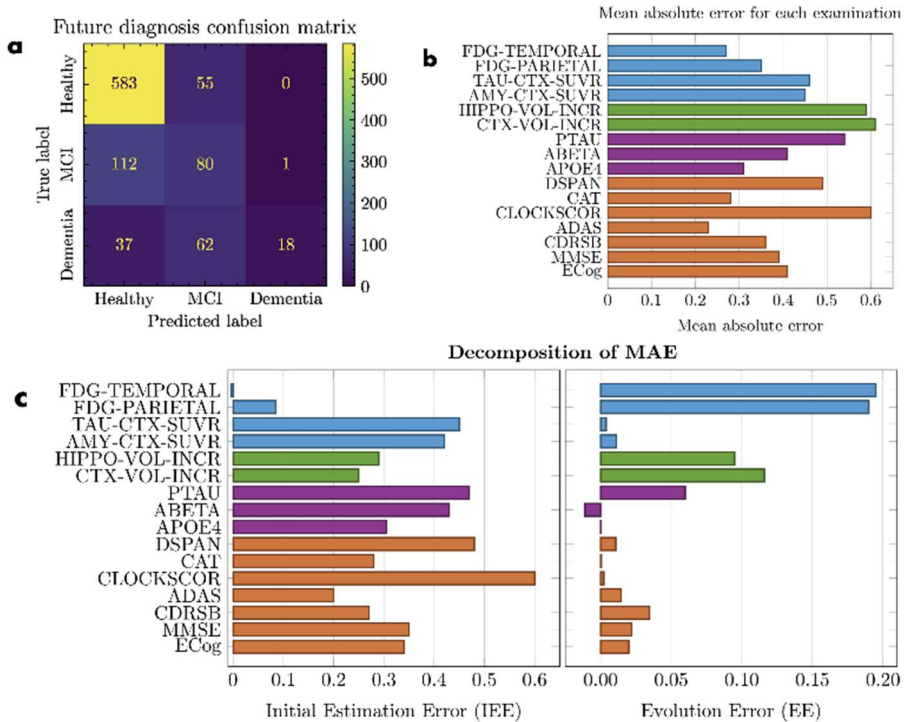 a
Future diagnosis confusion matrix
True label
Healthy
MCI
Dementia
583 55 0
112 80 1
37 62 18
Healthy MCI Dementia
Predicted label
500
400
300
200
100
0
b
Mean absolute error for each examination
FDG-TEMPORAL
FDG-PARIETAL
TAU-CTX-SUVR
AMY-CTX-SUVR
HIPPO-VOL-INCR
CTX-VOL-INCR
PTAU
ABETA
APOE4
DSPAN
CAT
CLOCKSCOR
ADAS
CDRSB
MMSE
ECog
0 0.1 0.2 0.3 0.4 0.5 0.6
Mean absolute error
Decomposition of MAE
c
FDG-TEMPORAL
FDG-PARIETAL
TAU-CTX-SUVR
AMY-CTX-SUVR
HIPPO-VOL-INCR
CTX-VOL-INCR
PTAU
ABETA
APOE4
DSPAN
CAT
CLOCKSCOR
ADAS
CDRSB
MMSE
ECog
0 0.1 0.2 0.3 0.4 0.5 0.6
Initial Estimation Error (IEE)
0.00 0.05 0.10 0.15 0.20
Evolution Error (EE)